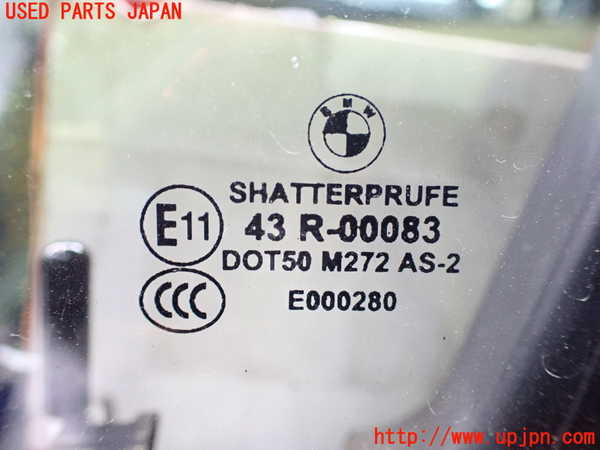 USED PARTS JAPAN
BMW
SHATTERPRUFE
E11 43 R-00083
DOT50 M272 AS-2
CCC E000280
http://www.upjpn.com